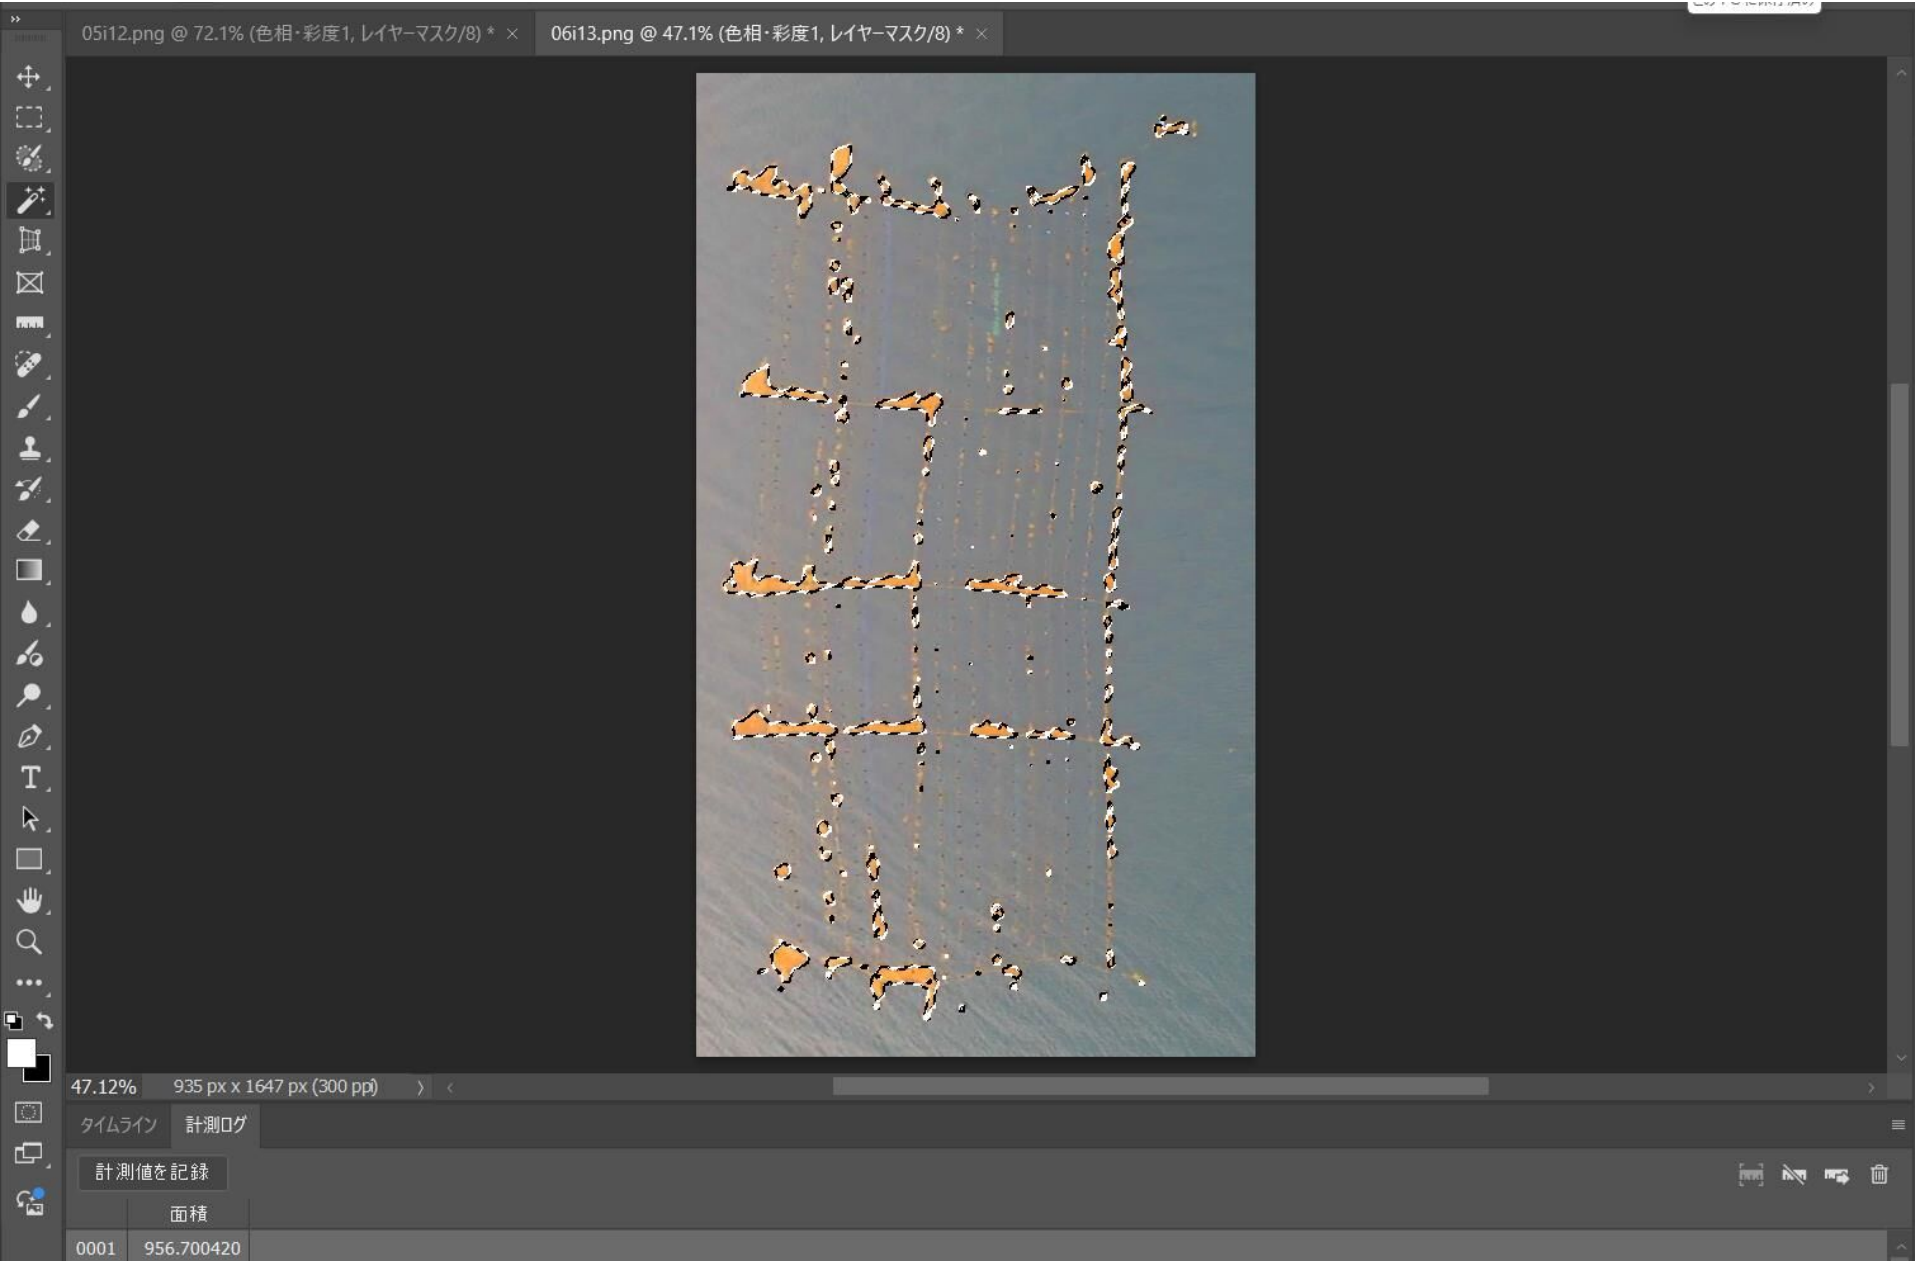 05i12.png @ 72.1% (色相・彩度1, レイヤーマスク/8) * ×
06i13.png @ 47.1% (色相・彩度1, レイヤーマスク/8) * ×
47.12%
935 px x 1647 px (300 ppi)
タイムライン
計測ログ
計測値を記録
面積
0001 956.700420